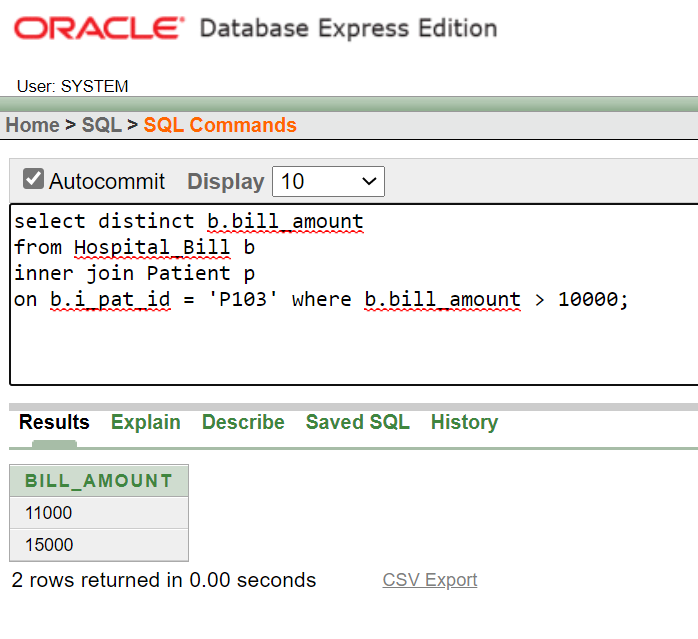 ORACLE® Database Express Edition
User: SYSTEM
Home > SQL > SQL Commands
Autocommit Display 10
select distinct b.bill_amount
from Hospital_Bill b
inner join Patient p
on b.i_pat_id = 'P103' where b.bill_amount > 10000;
Results Explain Describe Saved SQL History
BILL_AMOUNT
11000
15000
2 rows returned in 0.00 seconds CSV Export